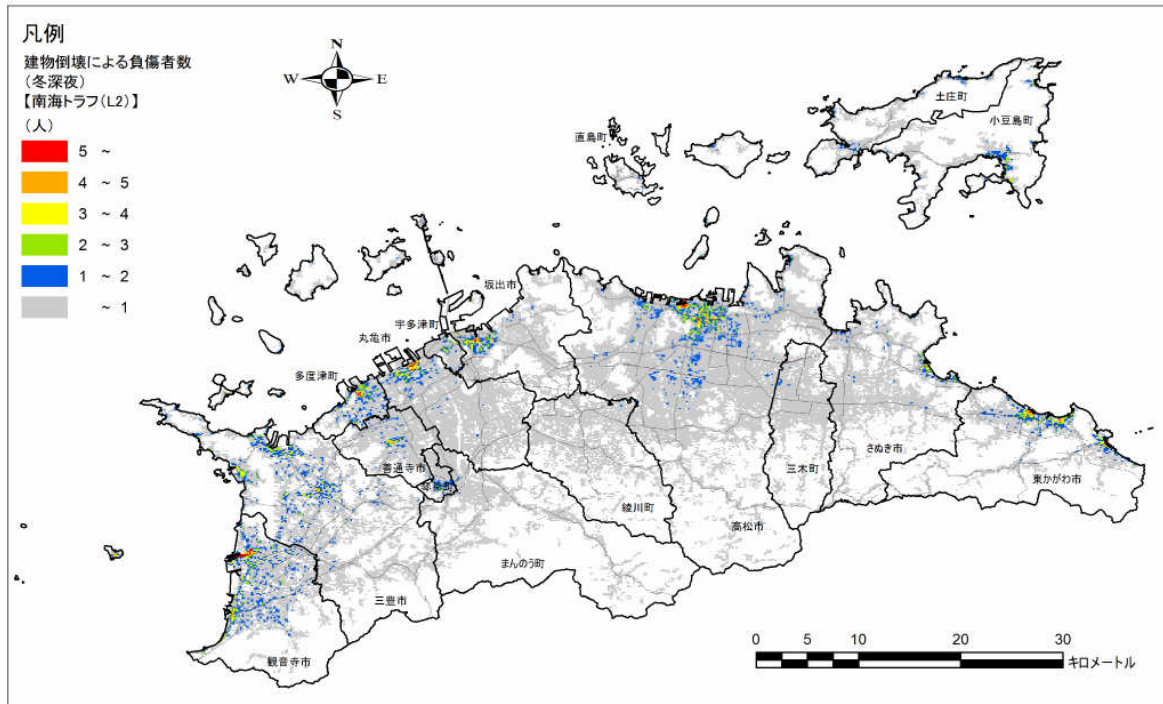 凡例
建物倒壊による負傷者数
(冬深夜)
【南海トラフ(L2)】
(人)
5 ~
4 ~ 5
3 ~ 4
2 ~ 3
1 ~ 2
~ 1
N
W E
S
土庄町
小豆島町
直島町
坂出市
宇多津町
丸亀市
多度津町
善通寺市
三木町
さぬき市
東かがわ市
綾川町
高松市
まんのう町
三豊市
観音寺市
0 5 10 20 30
キロメートル